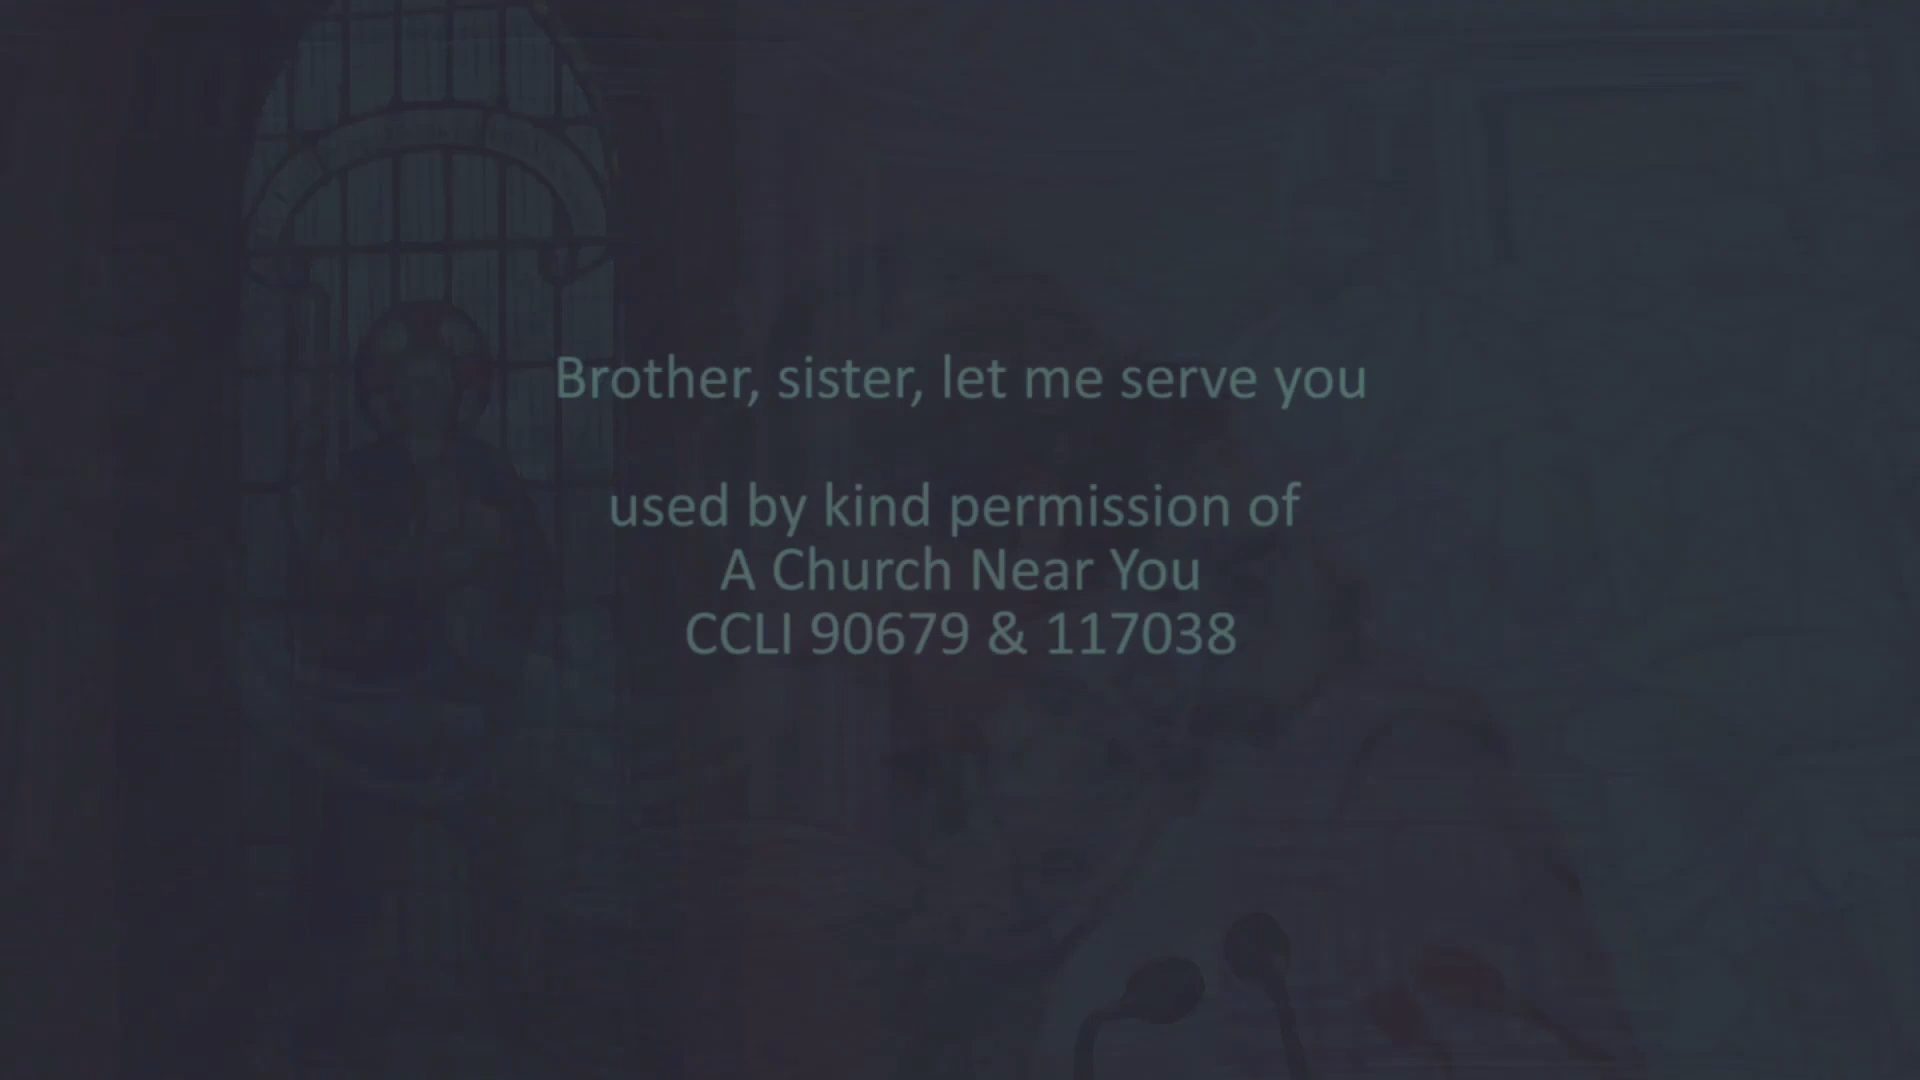 Brother, sister, let me serve you
used by kind permission of
A Church Near You
CCLI 90679 & 117038